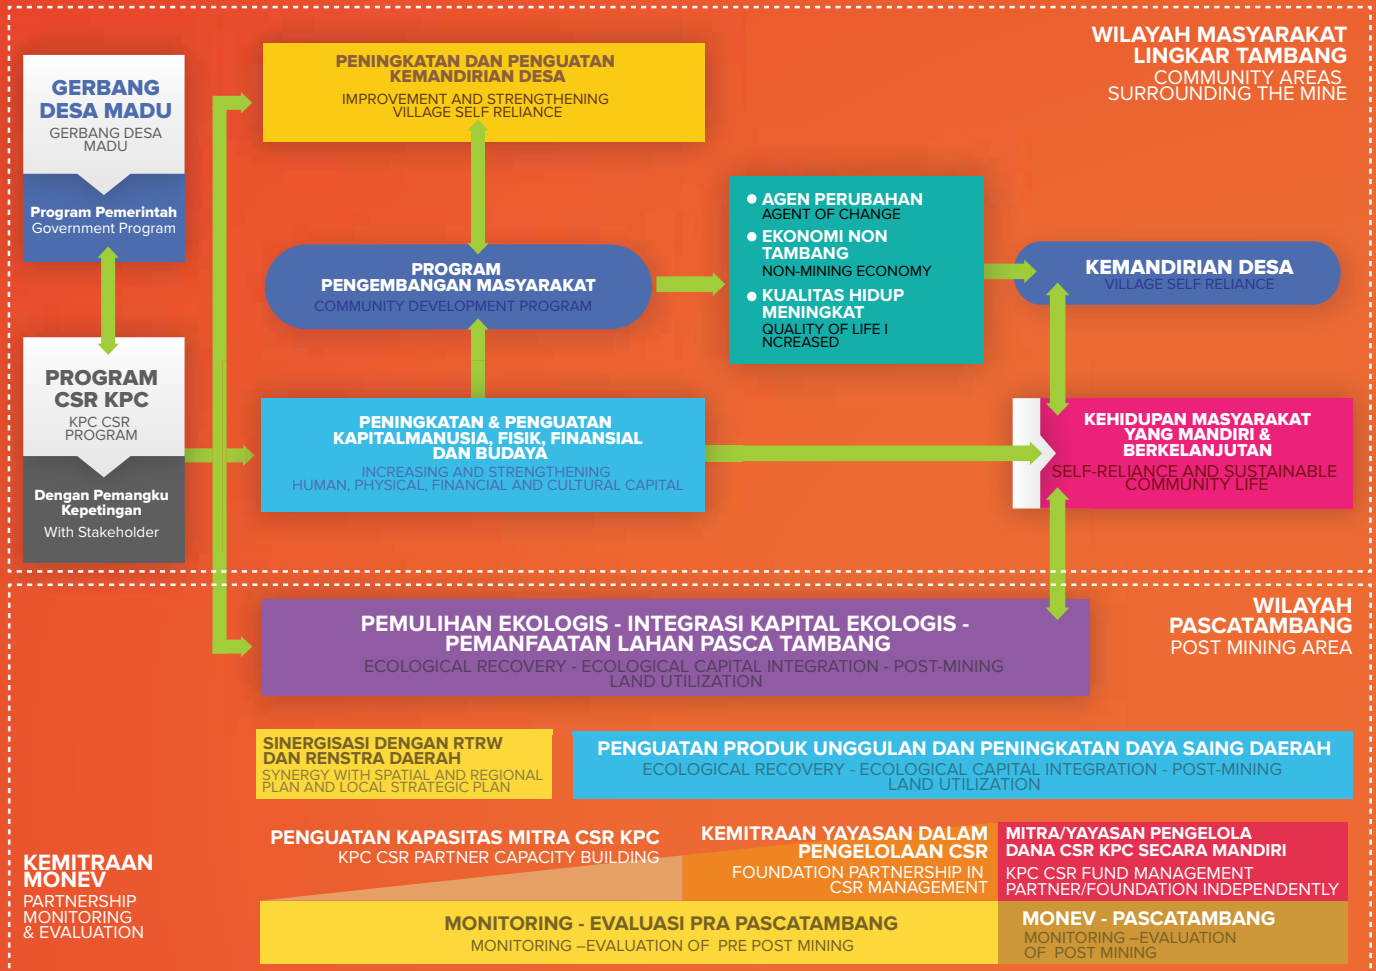 WILAYAH MASYARAKAT
LINGKAR TAMBANG
COMMUNITY AREAS
SURROUNDING THE MINE
GERBANG
DESA MADU
GERBANG DESA
MADU
Program Pemerintah
Government Program
PROGRAM
CSR KPC
KPC CSR
PROGRAM
Dengan Pemangku
Kepetingan
With Stakeholder
PENINGKATAN DAN PENGUATAN
KEMANDIRIAN DESA
IMPROVEMENT AND STRENGTHENING
VILLAGE SELF RELIANCE
PROGRAM
PENGEMBANGAN MASYARAKAT
COMMUNITY DEVELOPMENT PROGRAM
PENINGKATAN & PENGUATAN
KAPITALMANUSIA, FISIK, FINANSIAL
DAN BUDAYA
INCREASING AND STRENGTHENING
HUMAN, PHYSICAL, FINANCIAL AND CULTURAL CAPITAL
AGEN PERUBAHAN
AGENT OF CHANGE
EKONOMI NON
TAMBANG
NON-MINING ECONOMY
KUALITAS HIDUP
MENINGKAT
QUALITY OF LIFE I
NCREASED
KEMANDIRIAN DESA
VILLAGE SELF RELIANCE
KEHIDUPAN MASYARAKAT
YANG MANDIRI &
BERKELANJUTAN
SELF-RELIANCE AND SUSTAINABLE
COMMUNITY LIFE
WILAYAH
PASCATAMBANG
POST MINING AREA
PEMULIHAN EKOLOGIS - INTEGRASI KAPITAL EKOLOGIS -
PEMANFAATAN LAHAN PASCA TAMBANG
ECOLOGICAL RECOVERY - ECOLOGICAL CAPITAL INTEGRATION - POST-MINING
LAND UTILIZATION
SINERGISASI DENGAN RTRW
DAN RENSTRA DAERAH
SYNERGY WITH SPATIAL AND REGIONAL
PLAN AND LOCAL STRATEGIC PLAN
PENGUATAN PRODUK UNGGULAN DAN PENINGKATAN DAYA SAING DAERAH
ECOLOGICAL RECOVERY - ECOLOGICAL CAPITAL INTEGRATION - POST-MINING
LAND UTILIZATION
KEMITRAAN
MONEV
PARTNERSHIP
MONITORING
& EVALUATION
PENGUATAN KAPASITAS MITRA CSR KPC
KPC CSR PARTNER CAPACITY BUILDING
KEMITRAAN YAYASAN DALAM
PENGELOLAAN CSR
FOUNDATION PARTNERSHIP IN
CSR MANAGEMENT
MITRA/YAYASAN PENGELOLA
DANA CSR KPC SECARA MANDIRI
KPC CSR FUND MANAGEMENT
PARTNER/FOUNDATION INDEPENDENTLY
MONITORING - EVALUASI PRA PASCATAMBANG
MONITORING –EVALUATION OF PRE POST MINING
MONEV - PASCATAMBANG
MONITORING –EVALUATION
OF POST MINING